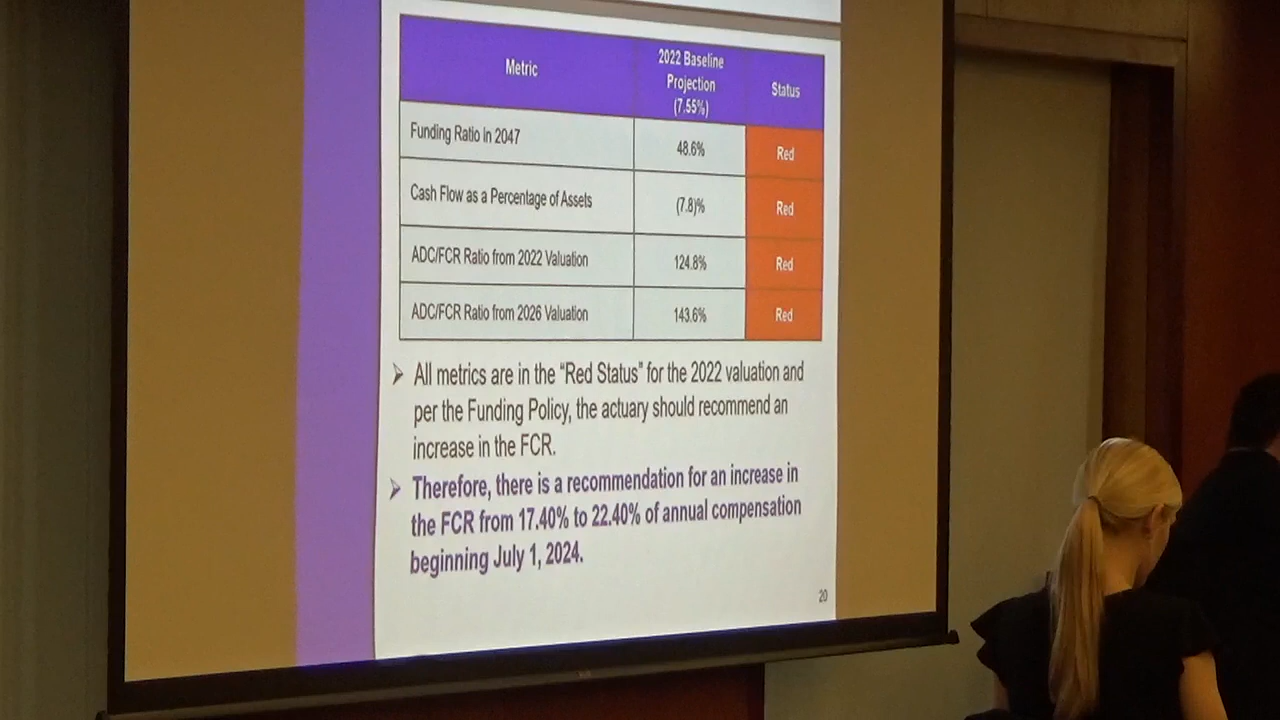 Metric
2022 Baseline
Projection
(7.55%)
Status
Funding Ratio in 2047
48.6%
Red
Cash Flow as a Percentage of Assets
(7.8)%
Red
ADC/FCR Ratio from 2022 Valuation
124.8%
Red
ADC/FCR Ratio from 2026 Valuation
143.6%
Red
➢ All metrics are in the “Red Status” for the 2022 valuation and
per the Funding Policy, the actuary should recommend an
increase in the FCR.
➢ Therefore, there is a recommendation for an increase in
the FCR from 17.40% to 22.40% of annual compensation
beginning July 1, 2024.
20